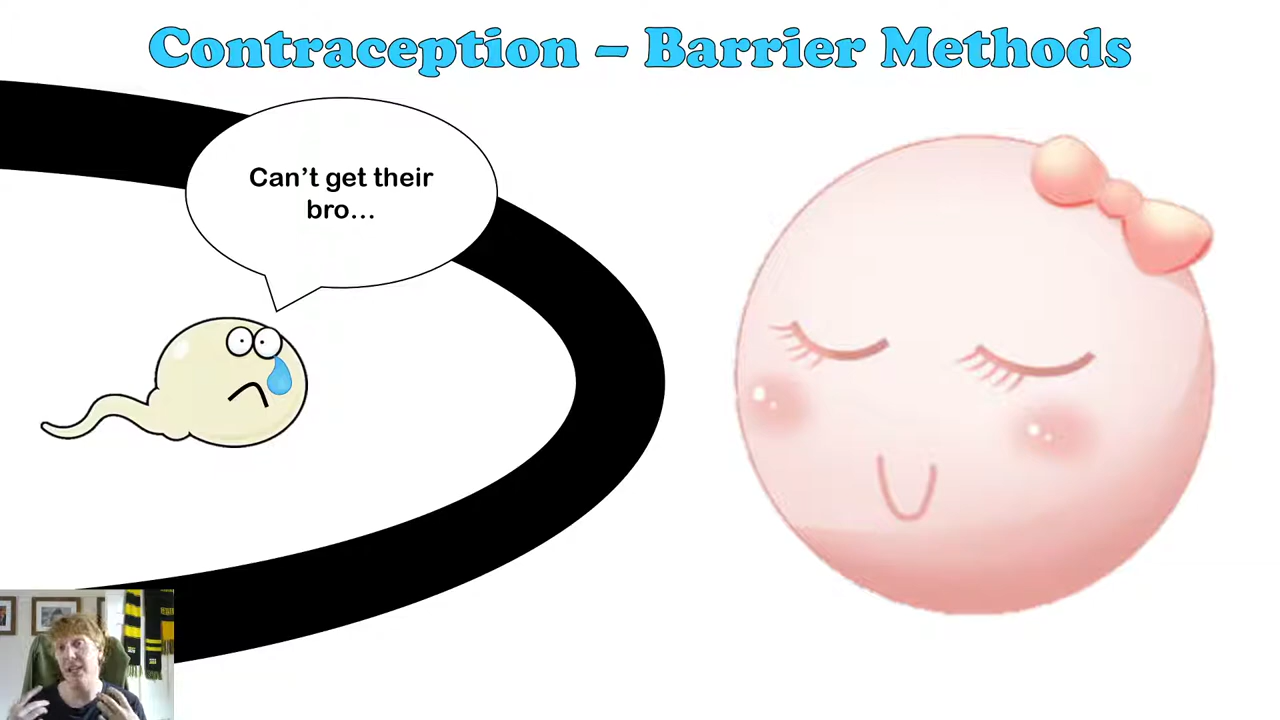 Contraception – Barrier Methods
Can’t get their
bro...